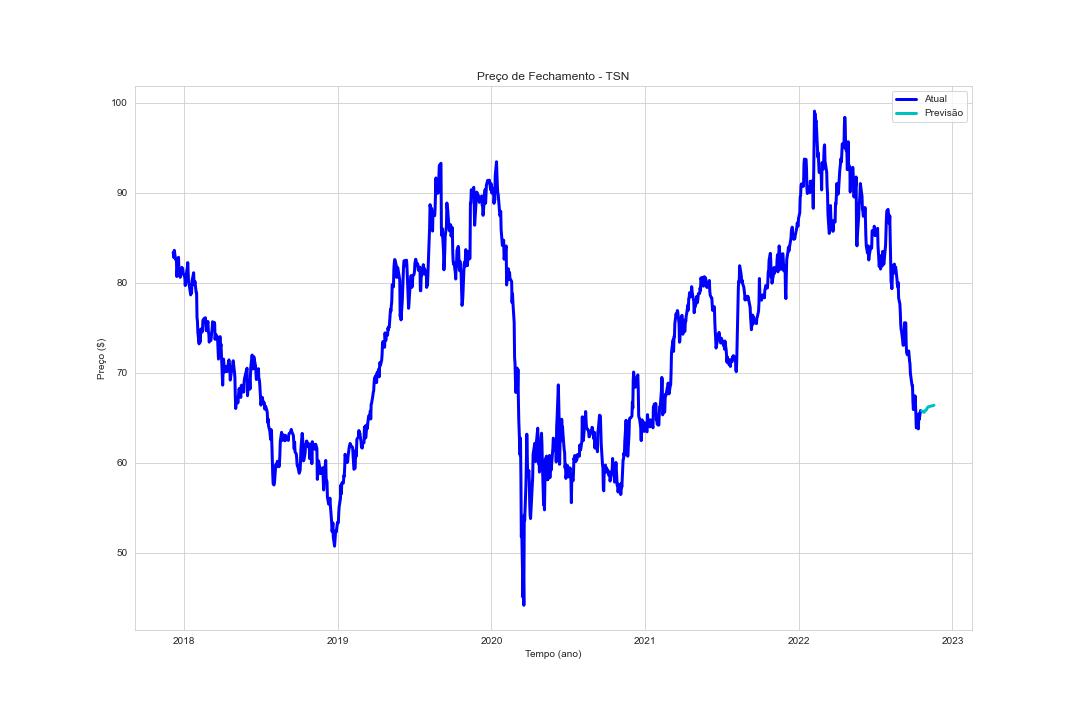 Preço de Fechamento - TSN
Atual
Previsão
100
90
80
70
60
50
Preço ($)
2018
2019
2020
2021
2022
2023
Tempo (ano)